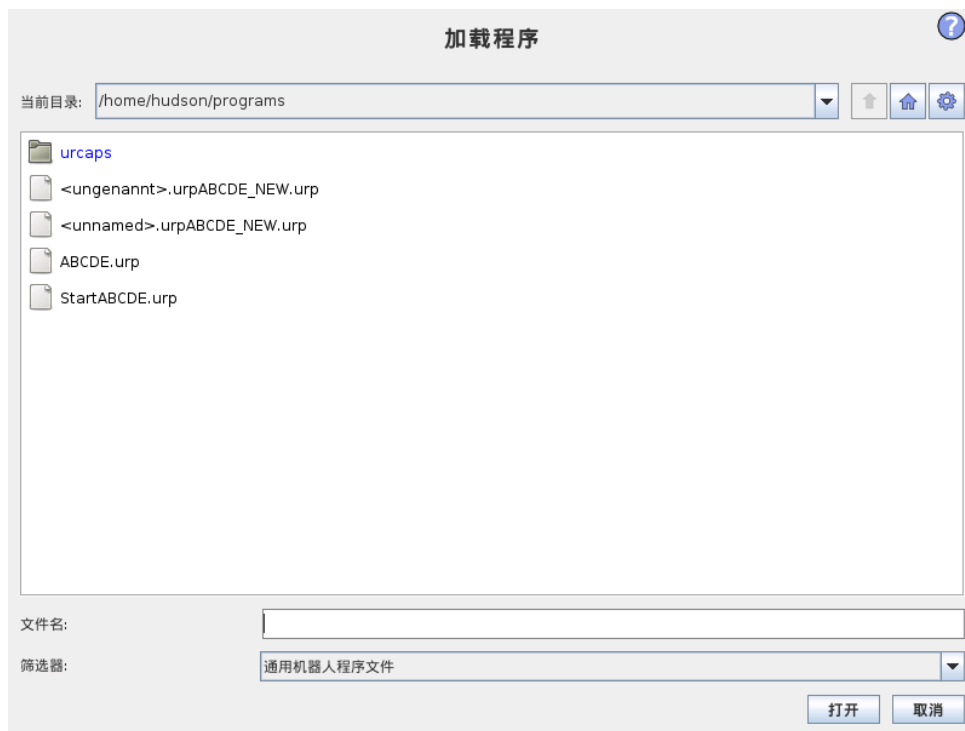 加载程序
?
当前目录: /home/hudson/programs
urcaps
<ungenannt>.urpABCDE_NEW.urp
<unnamed>.urpABCDE_NEW.urp
ABCDE.urp
StartABCDE.urp
文件名:
筛选器: 通用机器人程序文件
打开 取消